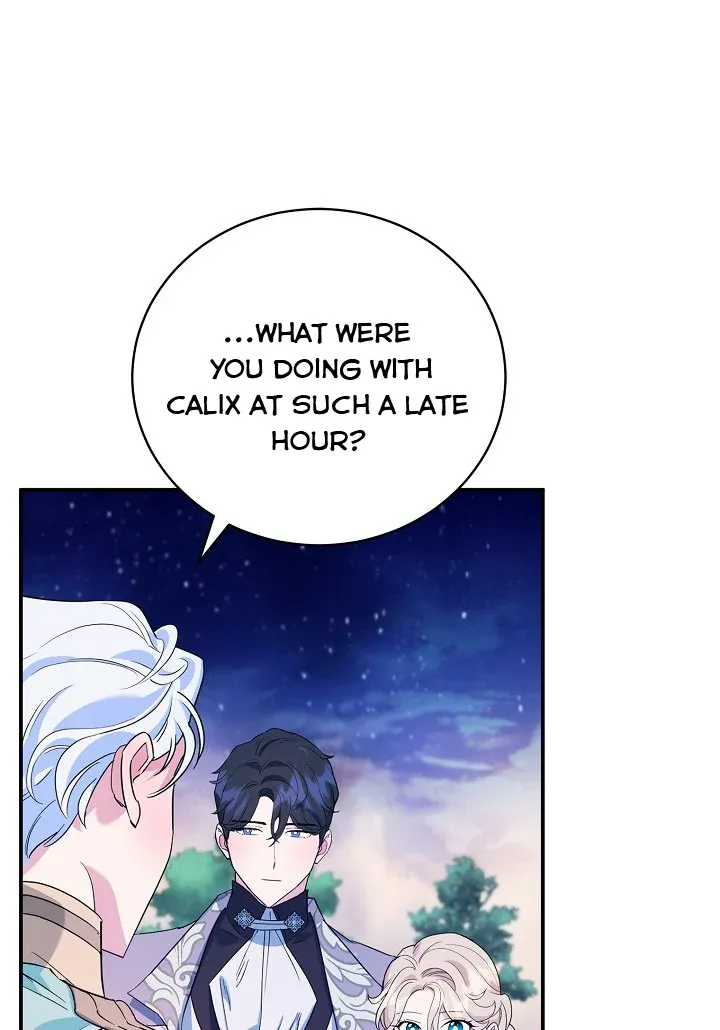 ...WHAT WERE
YOU DOING WITH
CALIX AT SUCH A LATE
HOUR?